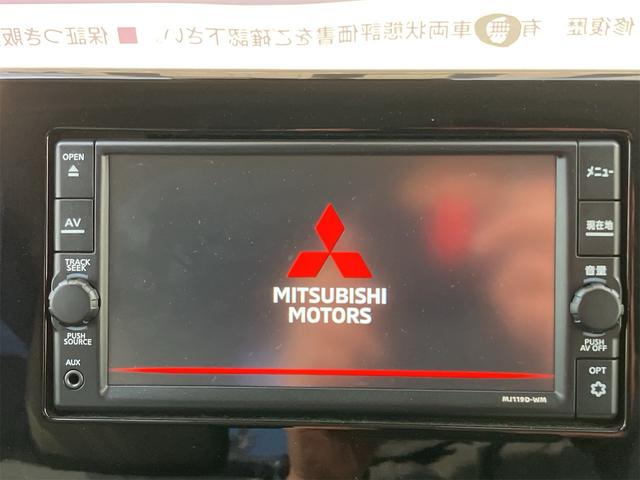 修復歴 有 無 車両状態評価書をご確認下さい。 ■ 保証つき販
OPEN
AV
TRACK
SEEK
PUSH
SOURCE
AUX
MITSUBISHI
MOTORS
MJ119D-WM
メニュー
現在地
音量
PUSH
AV OFF
OPT